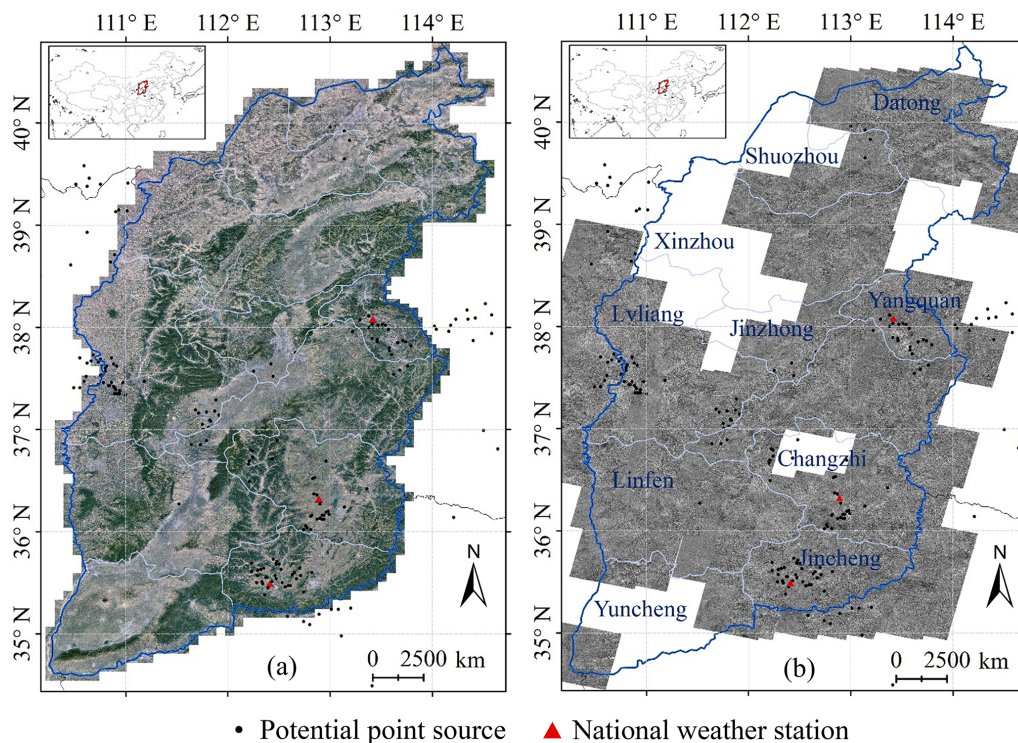 111° E 112° E 113° E 114° E
111° E 112° E 113° E 114° E
40° N
39° N
38° N
37° N
36° N
35° N
N
(a)
0 2500 km
40° N
39° N
38° N
37° N
36° N
35° N
Datong
Shuozhou
Xinzhou
Yangquan
Lvliang
Jinzhong
Changzhi
Linfen
Jincheng
Yuncheng
N
(b)
0 2500 km
Potential point source
National weather station